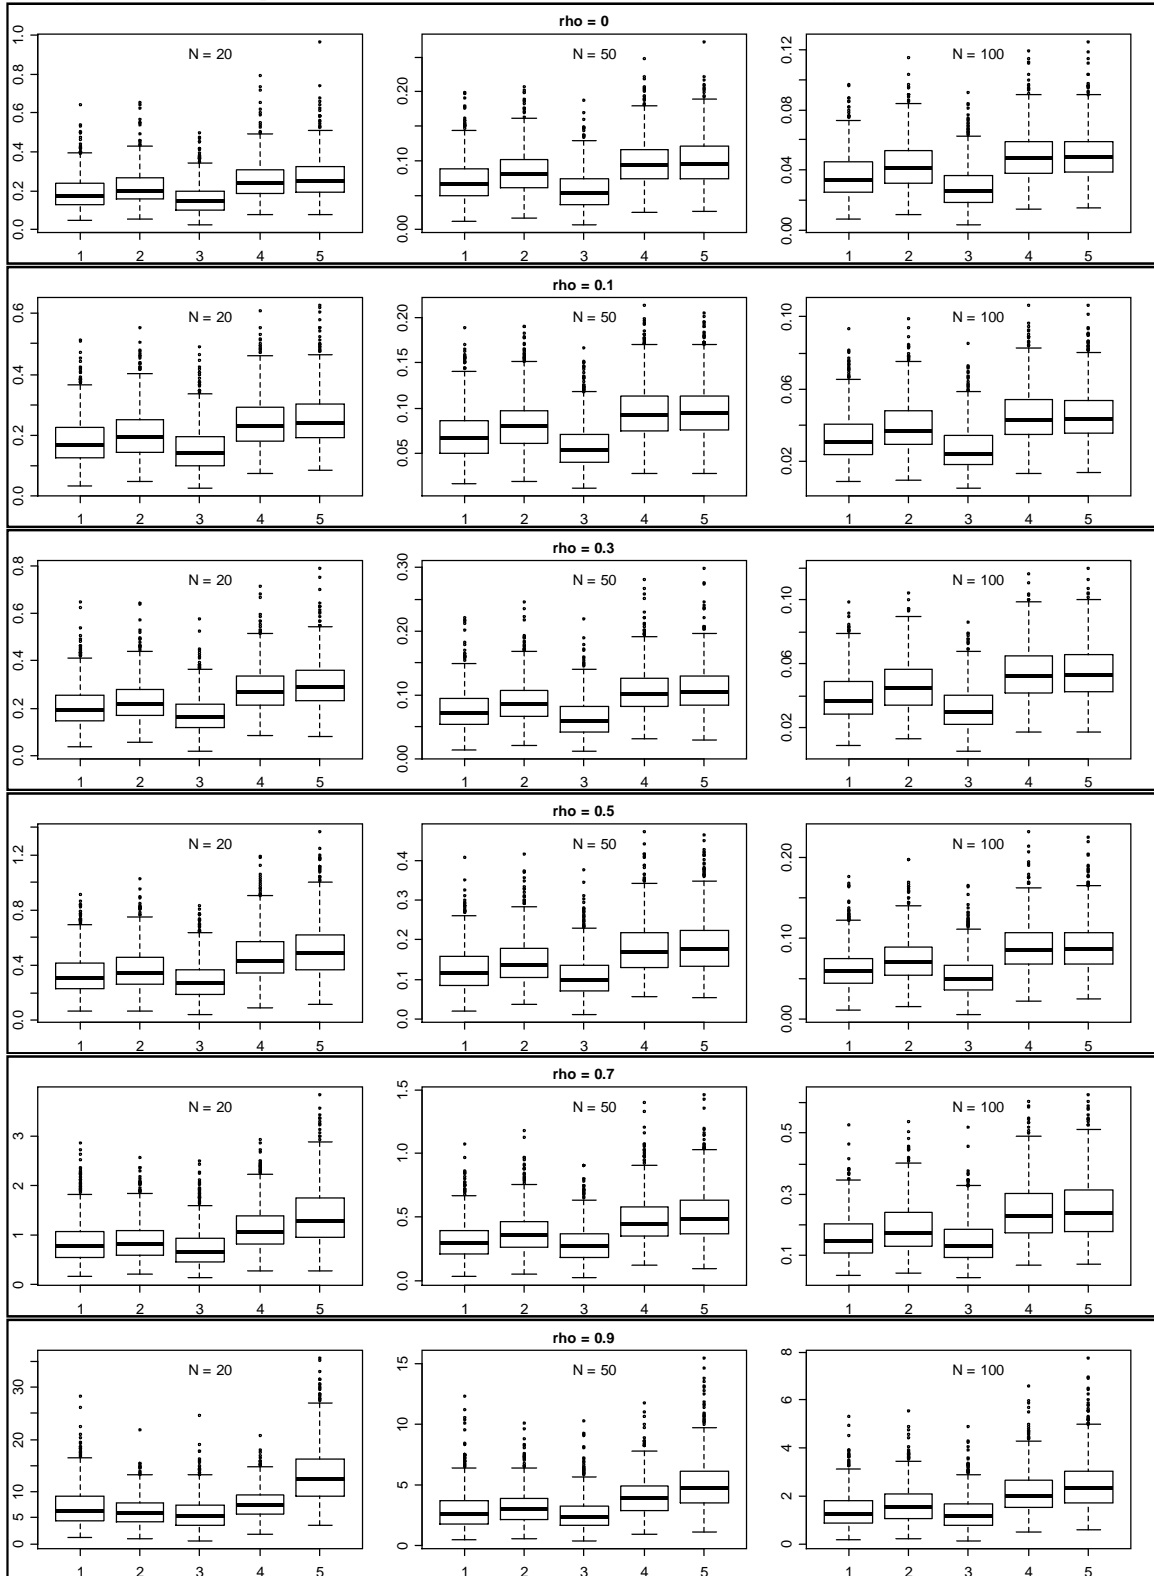 rho = 0
N = 20
0.0 0.2 0.4 0.6 0.8 1.0
1 2 3 4 5
N = 50
0.00 0.10 0.20
1 2 3 4 5
N = 100
0.00 0.04 0.08 0.12
1 2 3 4 5
rho = 0.1
N = 20
0.0 0.2 0.4 0.6
1 2 3 4 5
N = 50
0.05 0.10 0.15 0.20
1 2 3 4 5
N = 100
0.02 0.06 0.10
1 2 3 4 5
rho = 0.3
N = 20
0.0 0.2 0.4 0.6 0.8
1 2 3 4 5
N = 50
0.00 0.10 0.20 0.30
1 2 3 4 5
N = 100
0.02 0.06 0.10
1 2 3 4 5
rho = 0.5
N = 20
0.0 0.4 0.8 1.2
1 2 3 4 5
N = 50
0.0 0.1 0.2 0.3 0.4
1 2 3 4 5
N = 100
0.00 0.10 0.20
1 2 3 4 5
rho = 0.7
N = 20
0 1 2 3
1 2 3 4 5
N = 50
0.0 0.5 1.0 1.5
1 2 3 4 5
N = 100
0.1 0.3 0.5
1 2 3 4 5
rho = 0.9
N = 20
0 5 10 20 30
1 2 3 4 5
N = 50
0 5 10 15
1 2 3 4 5
N = 100
0 2 4 6 8
1 2 3 4 5